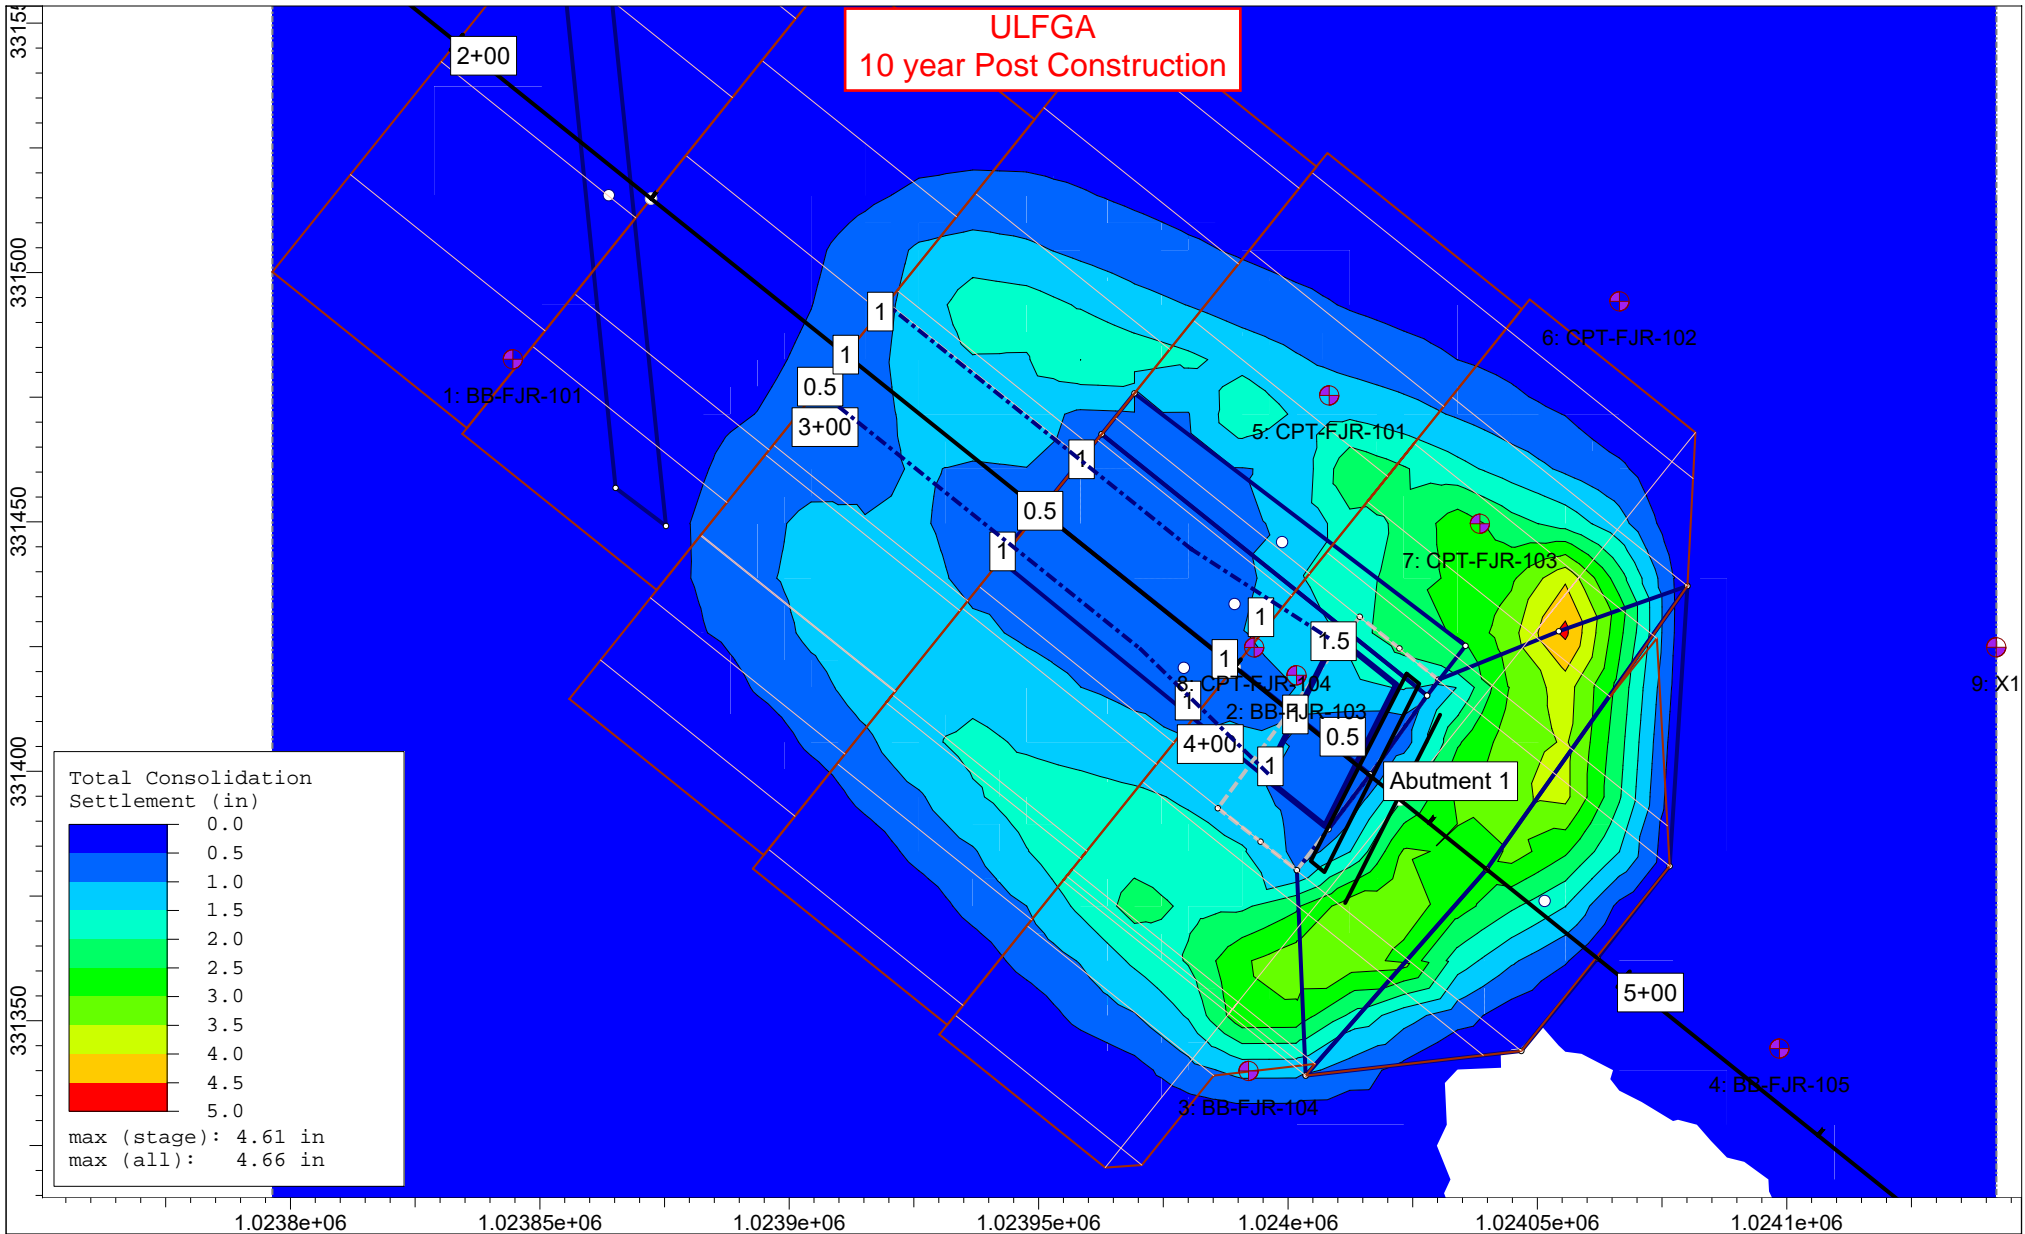 ULFGA
10 year Post Construction
2+00
1: BB-FJR-101
6: CPT-FJR-102
1
1
0.5
3+00
5: CPT-FJR-101
1
0.5
1
7: CPT-FJR-103
1
1.5
1
8: CPT-FJR-104
9: X1
1
2: BB-FJR-103
1
4+00
0.5
1
Abutment 1
5+00
4: BB-FJR-105
3: BB-FJR-104
Total Consolidation
Settlement (in)
0.0
0.5
1.0
1.5
2.0
2.5
3.0
3.5
4.0
4.5
5.0
max (stage): 4.61 in
max (all): 4.66 in
331500
331450
331400
331350
1.0238e+06
1.02385e+06
1.0239e+06
1.02395e+06
1.024e+06
1.02405e+06
1.0241e+06